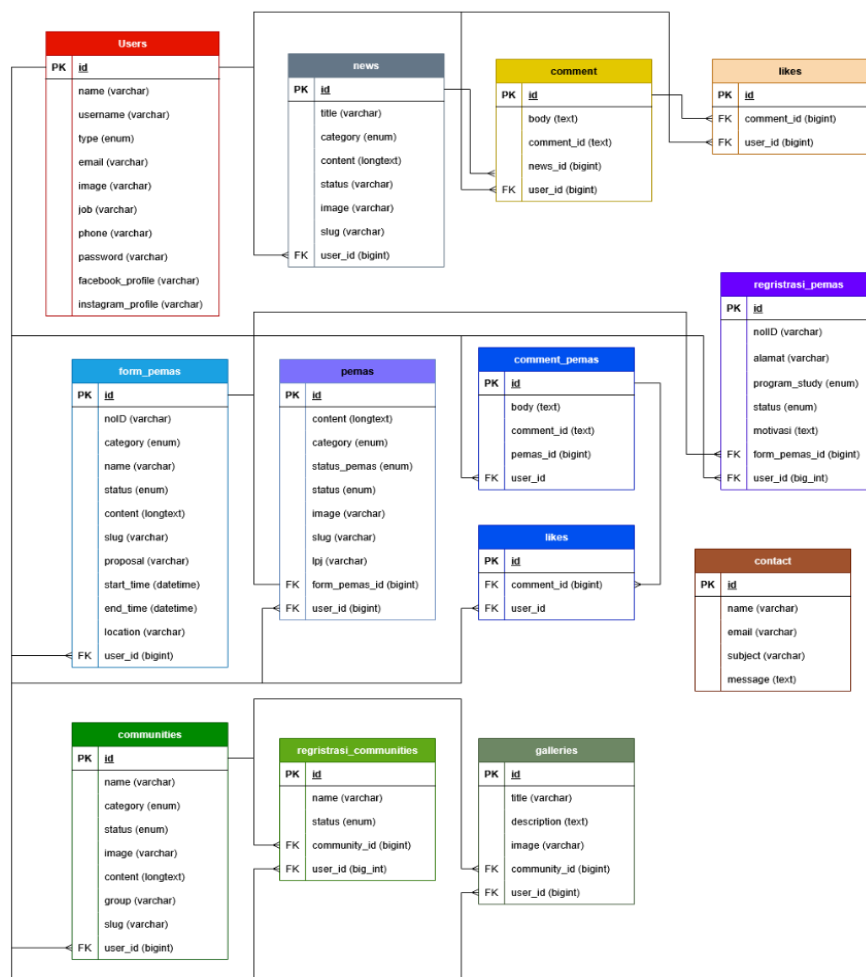 Users
PK id
name (varchar)
username (varchar)
type (enum)
email (varchar)
image (varchar)
job (varchar)
phone (varchar)
password (varchar)
facebook_profile (varchar)
instagram_profile (varchar)
news
PK id
title (varchar)
category (enum)
content (longtext)
status (varchar)
image (varchar)
slug (varchar)
FK user_id (bigint)
comment
PK id
body (text)
comment_id (text)
news_id (bigint)
FK user_id (bigint)
likes
PK id
FK comment_id (bigint)
FK user_id (bigint)
regristrasi_pemas
PK id
noIID (varchar)
alamat (varchar)
program_study (enum)
status (enum)
motivasi (text)
FK form_pemas_id (bigint)
FK user_id (big_int)
form_pemas
PK id
noID (varchar)
category (enum)
name (varchar)
status (enum)
content (longtext)
slug (varchar)
proposal (varchar)
start_time (datetime)
end_time (datetime)
location (varchar)
FK user_id (bigint)
pemas
PK id
content (longtext)
category (enum)
status_pemas (enum)
status (enum)
image (varchar)
slug (varchar)
lpj (varchar)
FK form_pemas_id (bigint)
FK user_id (bigint)
comment_pemas
PK id
body (text)
comment_id (text)
pemas_id (bigint)
FK user_id
likes
PK id
FK comment_id (bigint)
FK user_id
contact
PK id
name (varchar)
email (varchar)
subject (varchar)
message (text)
communities
PK id
name (varchar)
category (enum)
status (enum)
image (varchar)
content (longtext)
group (varchar)
slug (varchar)
FK user_id (bigint)
regristrasi_communities
PK id
name (varchar)
status (enum)
FK community_id (bigint)
FK user_id (big_int)
galleries
PK id
title (varchar)
description (text)
image (varchar)
FK community_id (bigint)
FK user_id (bigint)